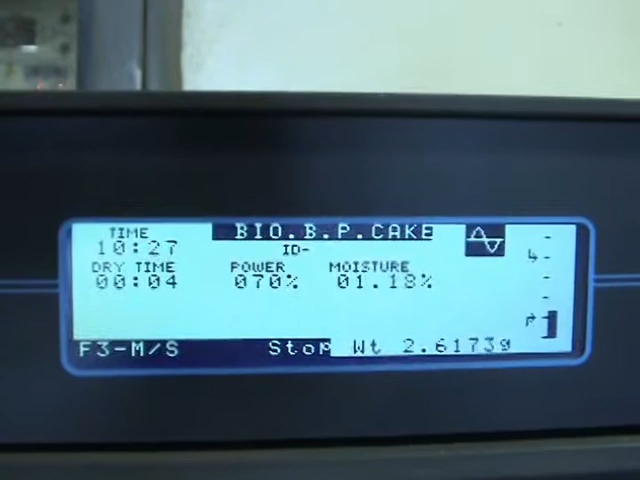 TIME BIO.B.P.CAKE
10:27 ID-
DRY TIME POWER MOISTURE
00:04 070% 01.18%
F3-M/S Stop Wt 2.6173g